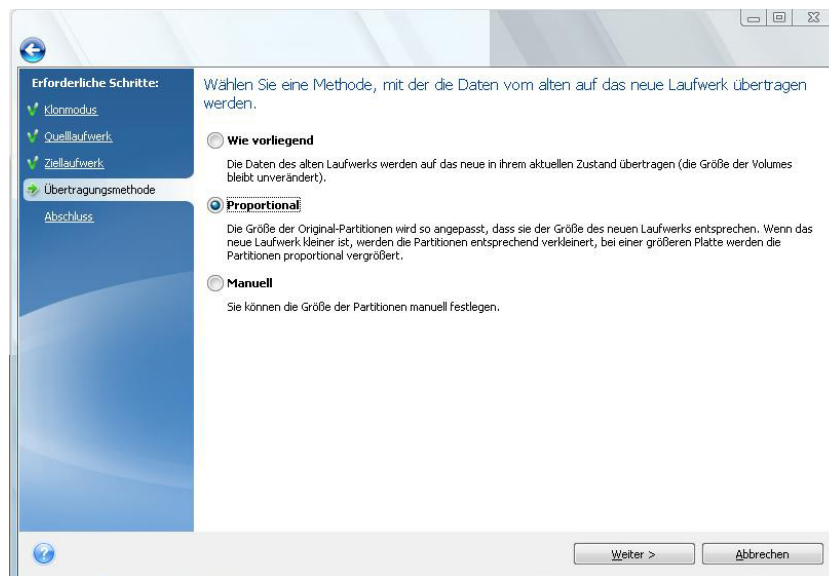 Erforderliche Schritte:
Klonmodus
Quelllaufwerk
Ziellaufwerk
Übertragungsmethode
Abschluss
Wählen Sie eine Methode, mit der die Daten vom alten auf das neue Laufwerk übertragen
werden.
Wie vorliegend
Die Daten des alten Laufwerks werden auf das neue in ihrem aktuellen Zustand übertragen (die Größe der Volumes
bleibt unverändert).
Proportional
Die Größe der Original-Partitionen wird so angepasst, dass sie der Größe des neuen Laufwerks entsprechen. Wenn das
neue Laufwerk kleiner ist, werden die Partitionen entsprechend verkleinert, bei einer größeren Platte werden die
Partitionen proportional vergrößert.
Manuell
Sie können die Größe der Partitionen manuell festlegen.
?
Weiter >
Abbrechen